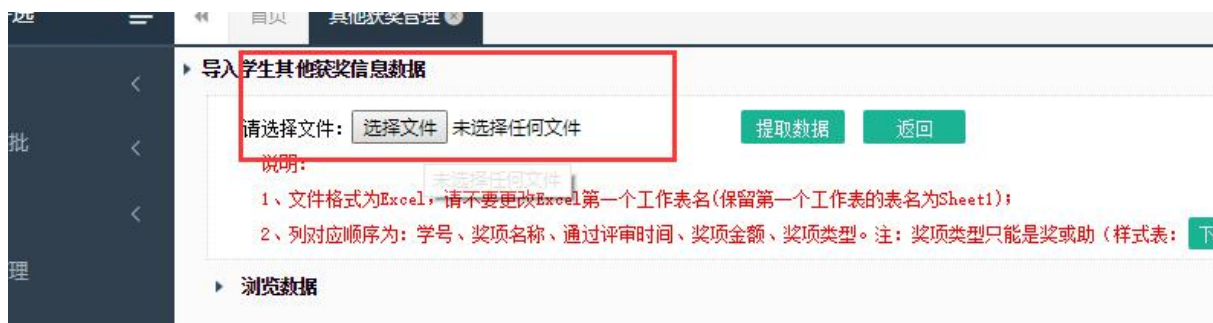 首页 其他获奖管理
导入学生其他获奖信息数据
批
请选择文件: 选择文件 未选择任何文件 提取数据 返回
说明:
未选择任何文件
1、文件格式为Excel，请不要更改Excel第一个工作表名(保留第一个工作表的表名为Sheet1);
2、列对应顺序为: 学号、奖项名称、通过评审时间、奖项金额、奖项类型。注: 奖项类型只能是奖或助 (样式表: 下
理
浏览数据